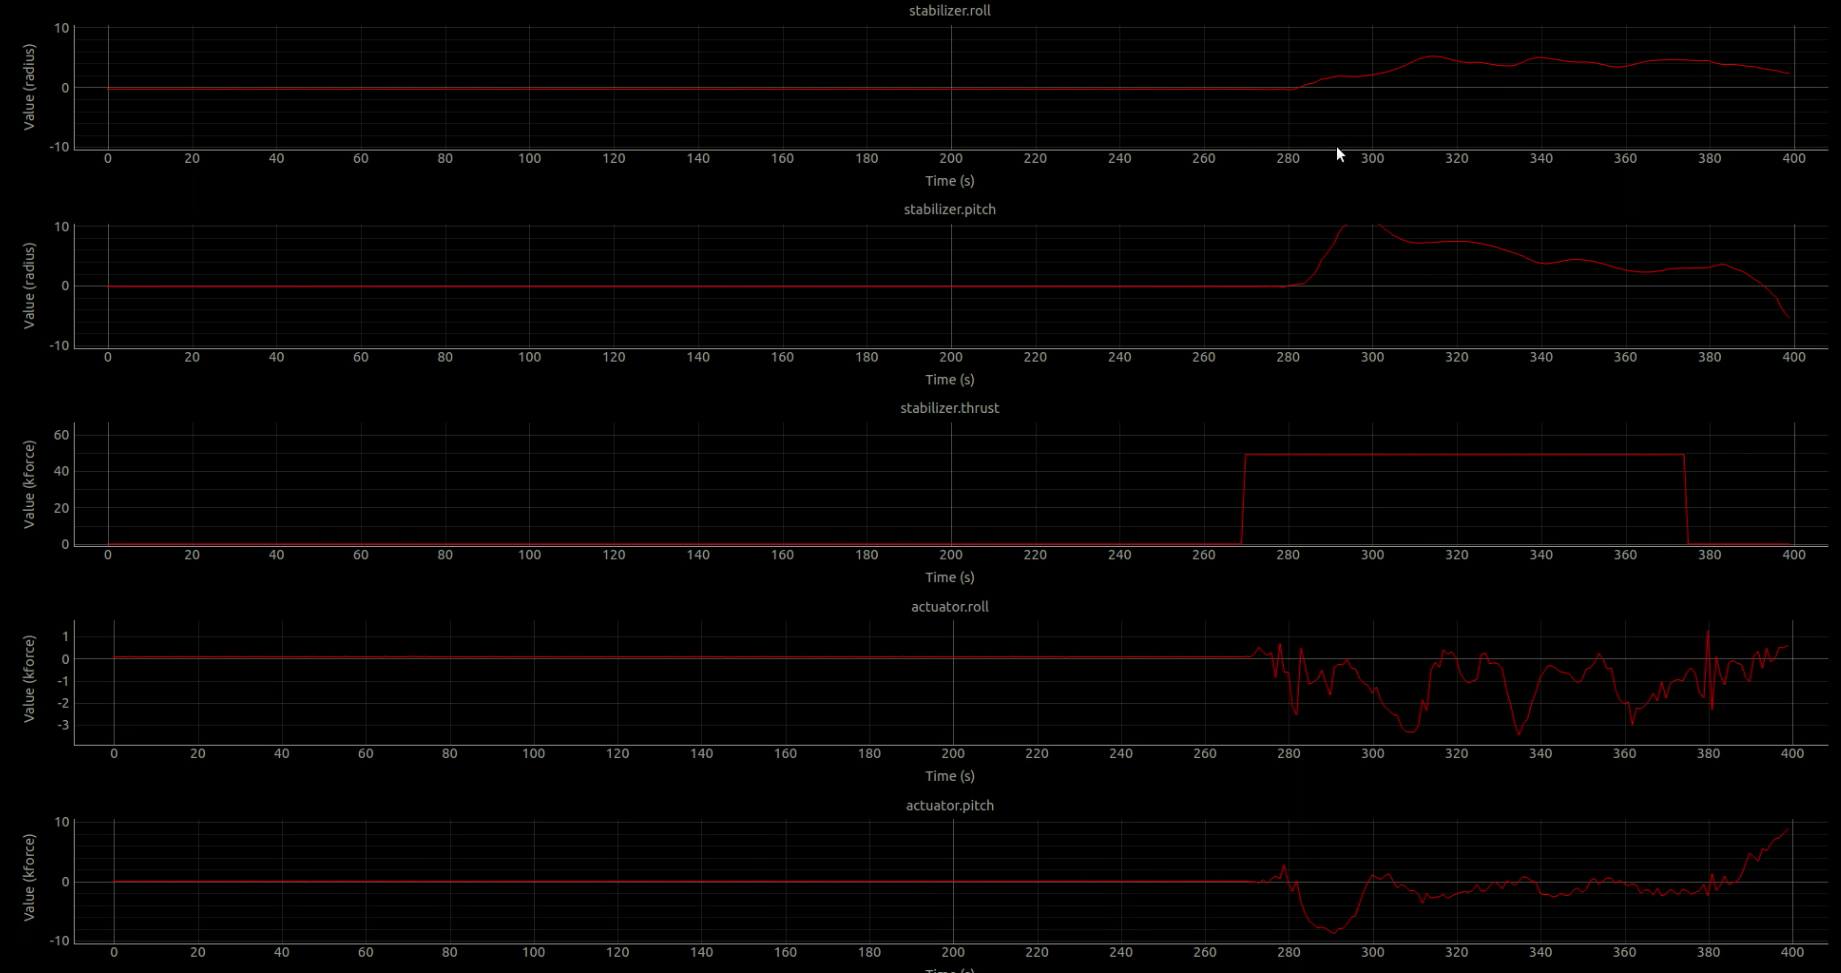 stabilizer.roll
Value (radius)
10
0
-10
0 20 40 60 80 100 120 140 160 180 200 220 240 260 280 300 320 340 360 380 400
Time (s)
stabilizer.pitch
Value (radius)
10
0
-10
0 20 40 60 80 100 120 140 160 180 200 220 240 260 280 300 320 340 360 380 400
Time (s)
stabilizer.thrust
Value (kforce)
60
40
20
0
0 20 40 60 80 100 120 140 160 180 200 220 240 260 280 300 320 340 360 380 400
Time (s)
actuator.roll
Value (kforce)
1
0
-1
-2
-3
0 20 40 60 80 100 120 140 160 180 200 220 240 260 280 300 320 340 360 380 400
Time (s)
actuator.pitch
Value (kforce)
10
0
-10
0 20 40 60 80 100 120 140 160 180 200 220 240 260 280 300 320 340 360 380 400